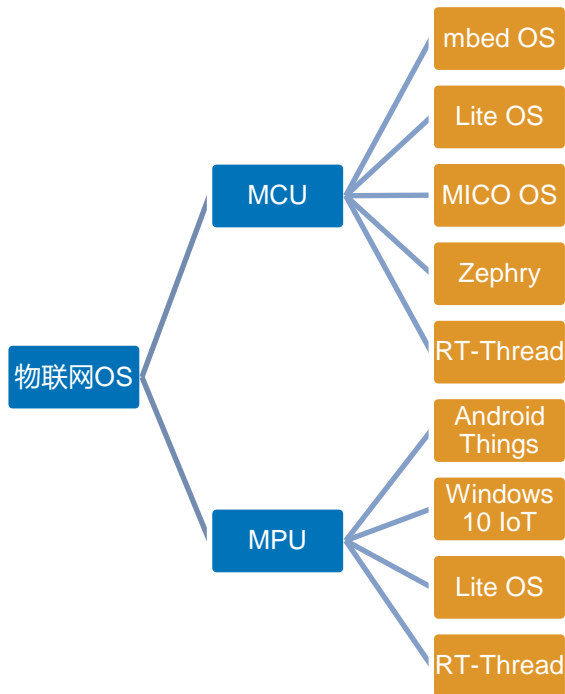 mbed OS
Lite OS
MCU
MICO OS
Zephry
RT-Thread
物联网OS
Android
Things
Windows
10 IoT
MPU
Lite OS
RT-Thread